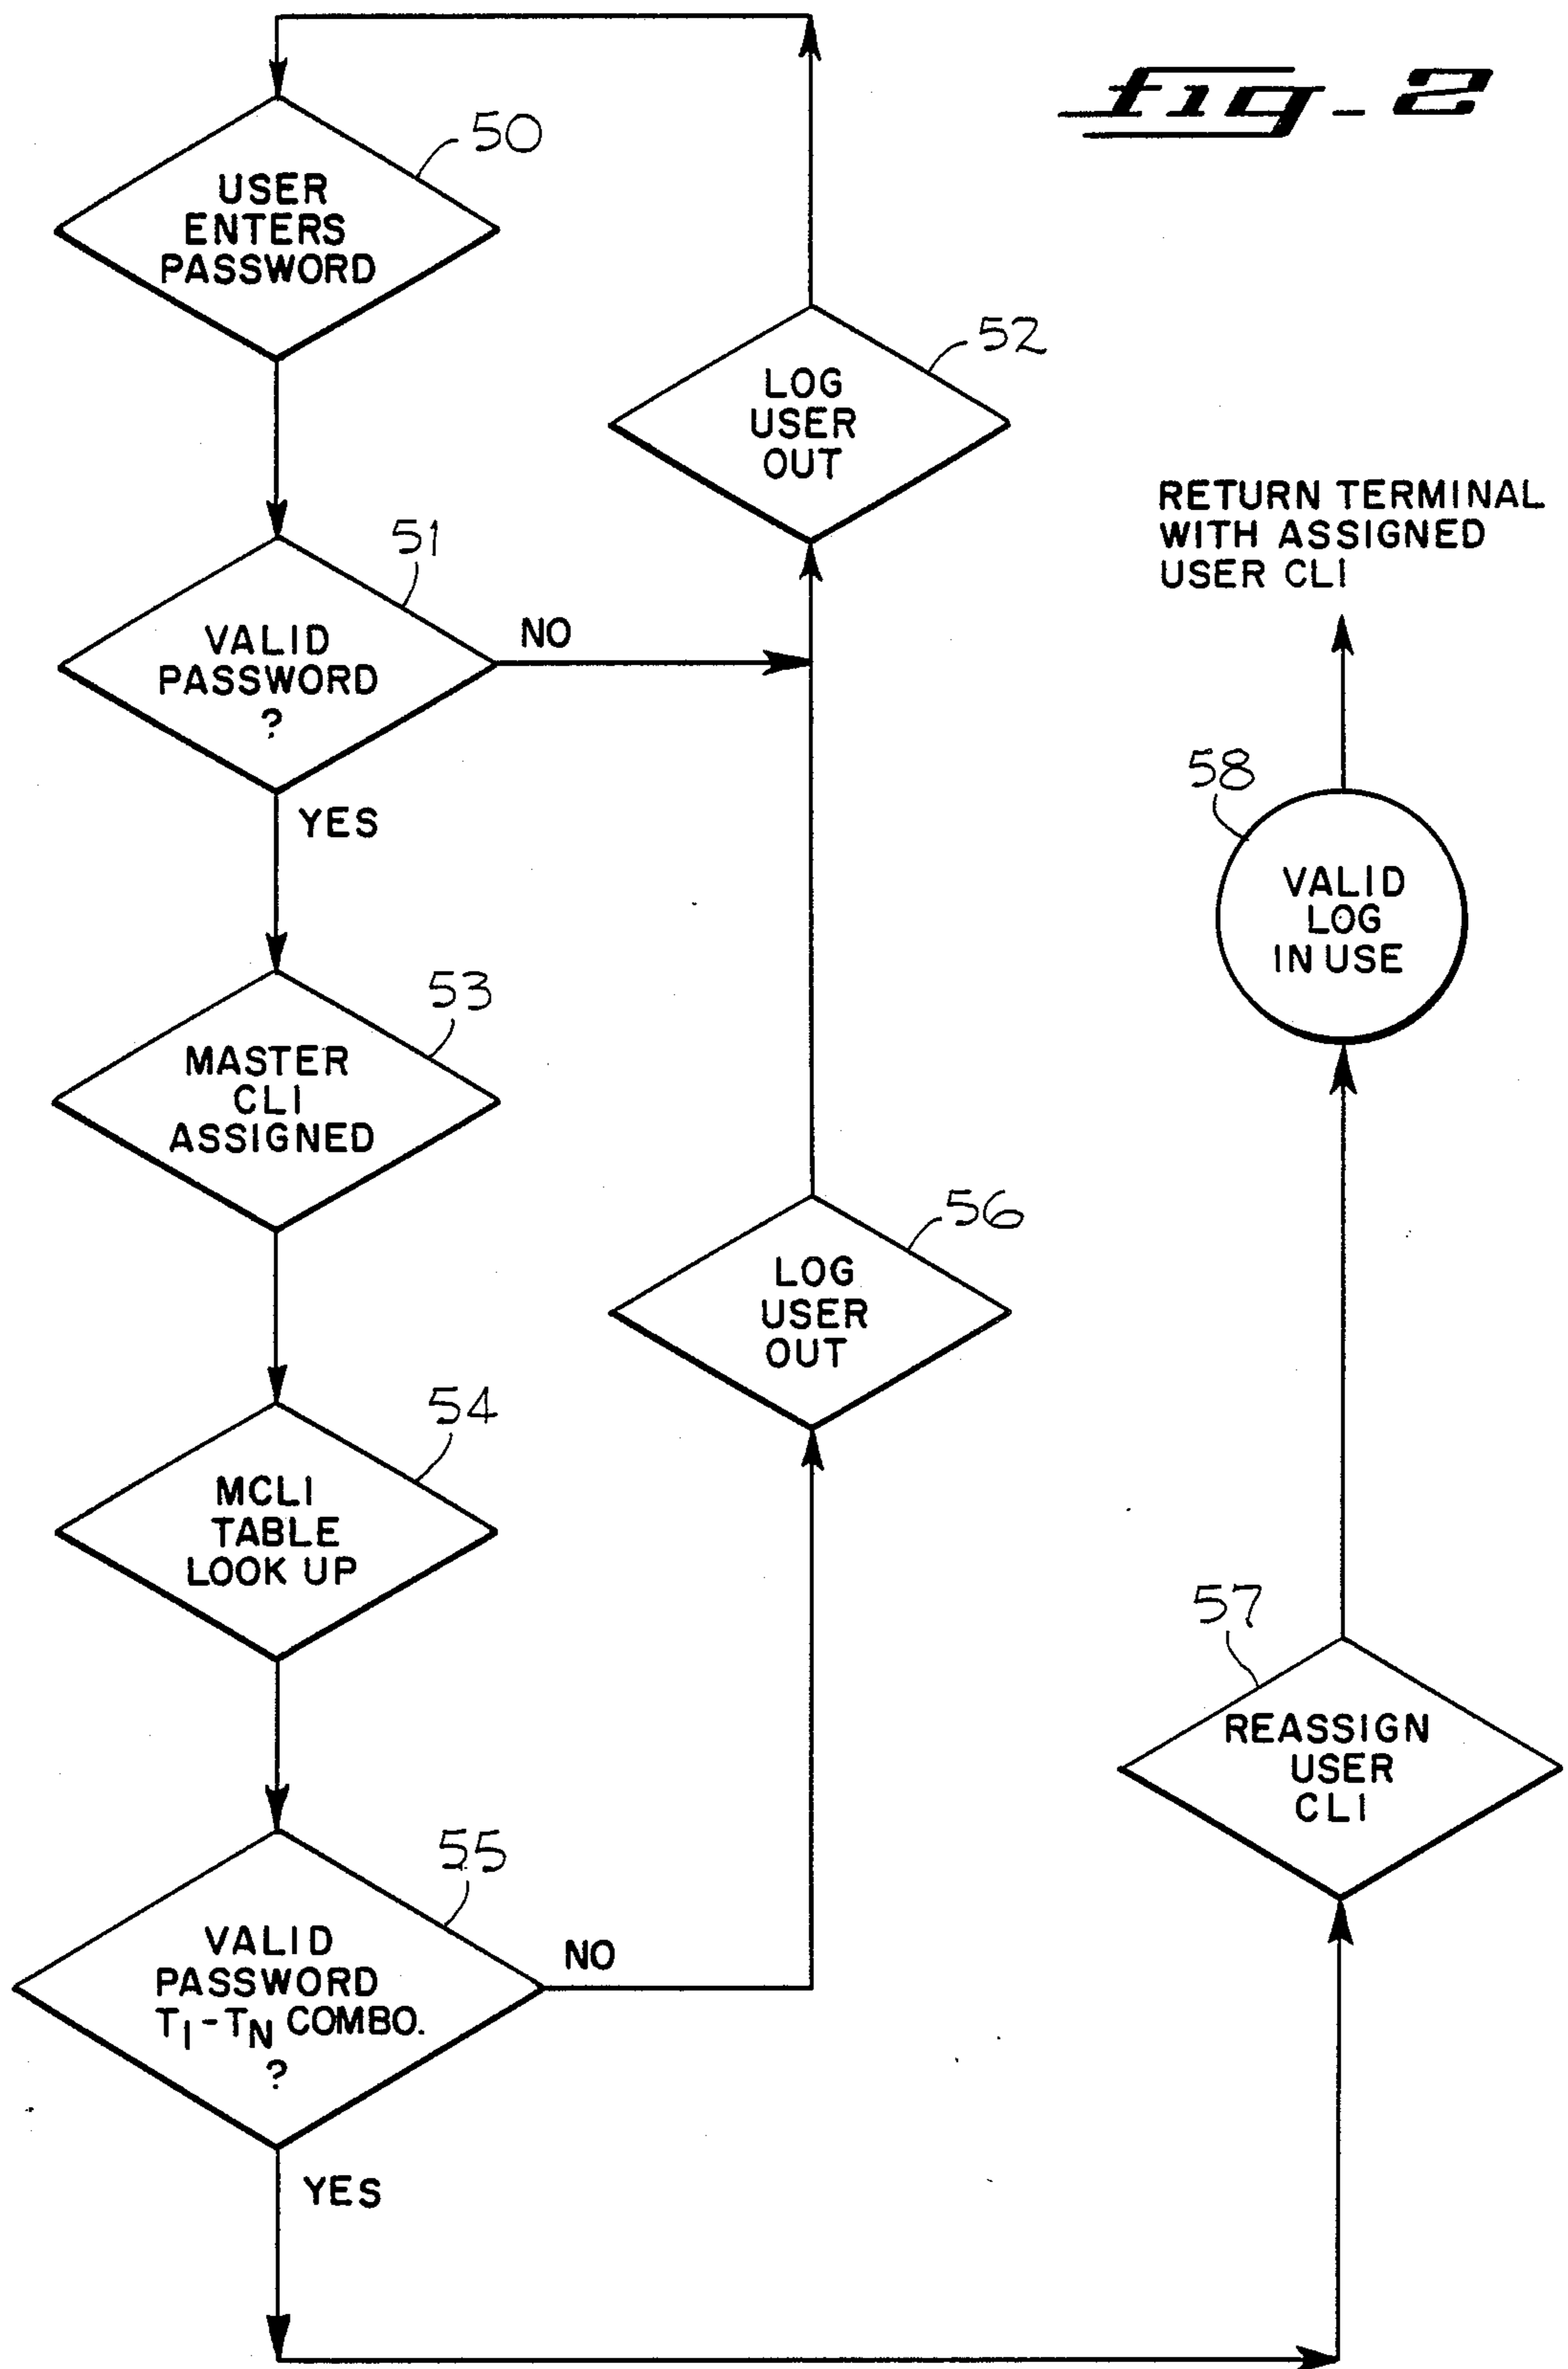 fig-2
50
USER
ENTERS
PASSWORD
52
LOG
USER
OUT
RETURN TERMINAL
WITH ASSIGNED
USER CLI
51
VALID
PASSWORD
?
NO
YES
58
VALID
LOG
IN USE
53
MASTER
CLI
ASSIGNED
56
LOG
USER
OUT
54
MCLI
TABLE
LOOK UP
57
REASSIGN
USER
CLI
55
VALID
PASSWORD
T1-TN COMBO.
?
NO
YES